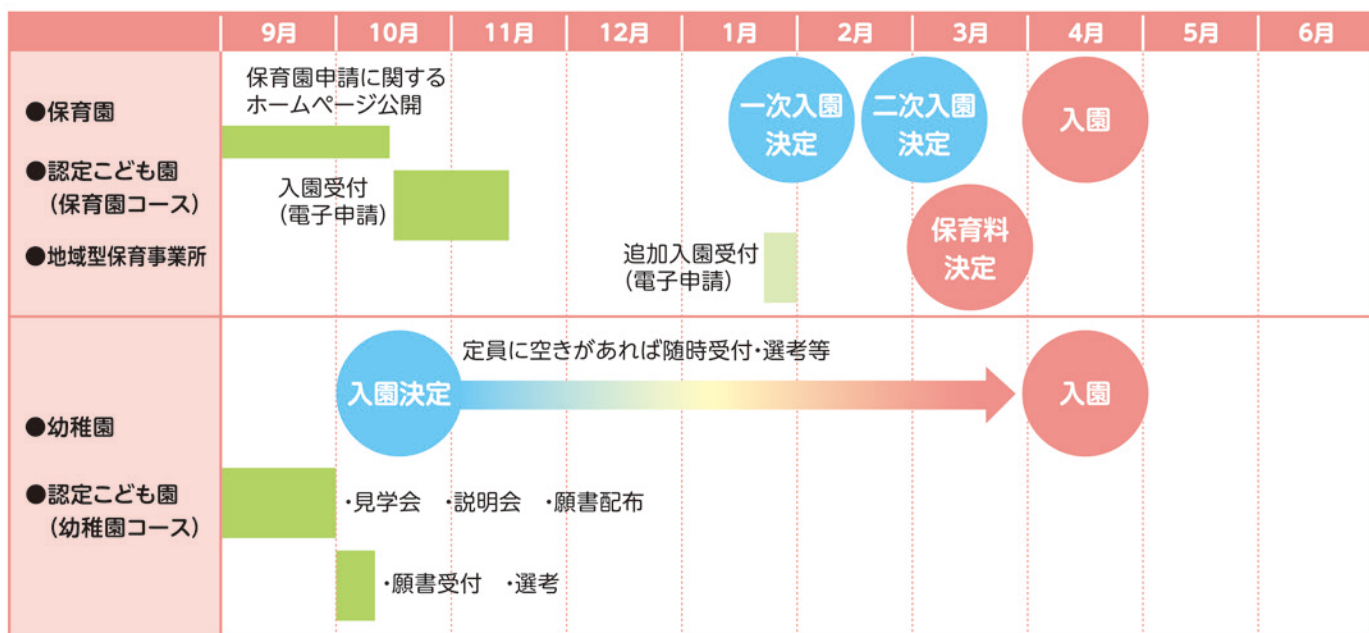 9月 10月 11月 12月 1月 2月 3月 4月 5月 6月
●保育園
●認定こども園
（保育園コース）
●地域型保育事業所
保育園申請に関する
ホームページ公開
入園受付
（電子申請）
追加入園受付
（電子申請）
一次入園
決定
二次入園
決定
保育料
決定
入園
●幼稚園
●認定こども園
（幼稚園コース）
入園決定
定員に空きがあれば随時受付・選考等
入園
・見学会 ・説明会 ・願書配布
・願書受付 ・選考